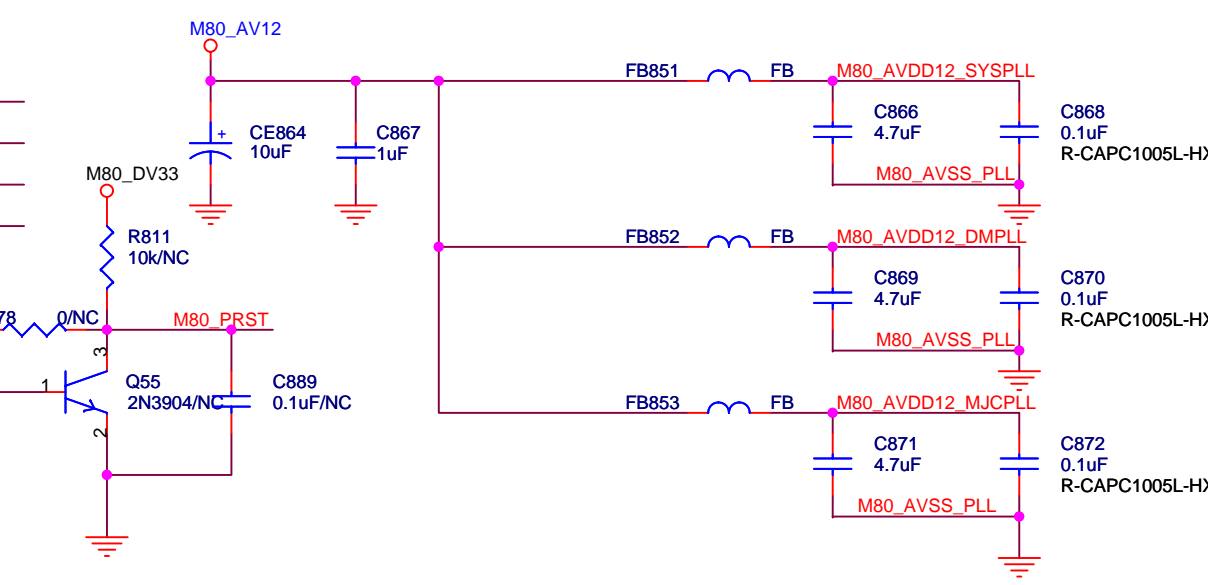 M80_AV12
FB851
FB
M80_AVDD12_SYSPLL
CE864
10uF
+
C867
1uF
C866
4.7uF
C868
0.1uF
R-CAPC1005L-HX
M80_AVSS_PLL
M80_DV33
R811
10k/NC
FB852
FB
M80_AVDD12_DMPLL
C869
4.7uF
C870
0.1uF
R-CAPC1005L-HX
M80_AVSS_PLL
78
0/NC
M80_PRST
3
1
2
Q55
2N3904/NC
C889
0.1uF/NC
FB853
FB
M80_AVDD12_MJCPLL
C871
4.7uF
C872
0.1uF
R-CAPC1005L-HX
M80_AVSS_PLL